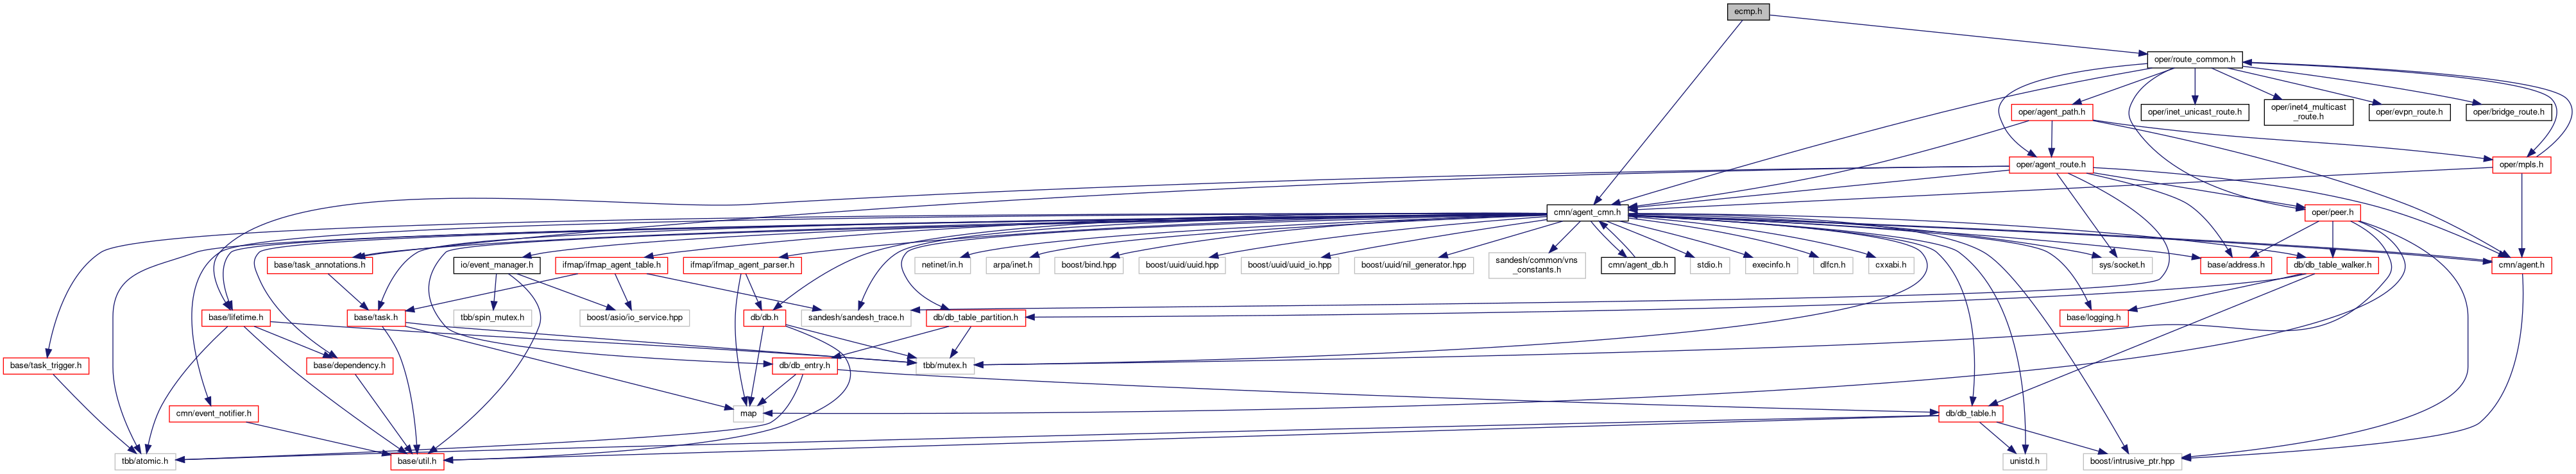 ecmp.h
oper/route_common.h
oper/agent_path.h
oper/inet_unicast_route.h
oper/inet4_multicast
_route.h
oper/evpn_route.h
oper/bridge_route.h
oper/agent_route.h
oper/mpls.h
cmn/agent_cmn.h
oper/peer.h
base/task_annotations.h
io/event_manager.h
ifmap/ifmap_agent_table.h
ifmap/ifmap_agent_parser.h
netinet/in.h
arpa/inet.h
boost/bind.hpp
boost/uuid/uuid.hpp
boost/uuid/uuid_io.hpp
boost/uuid/nil_generator.hpp
sandesh/common/vns
_constants.h
cmn/agent_db.h
stdio.h
execinfo.h
dlfcn.h
cxxabi.h
sys/socket.h
base/address.h
db/db_table_walker.h
cmn/agent.h
base/lifetime.h
base/task.h
tbb/spin_mutex.h
boost/asio/io_service.hpp
db/db.h
sandesh/sandesh_trace.h
db/db_table_partition.h
base/logging.h
base/task_trigger.h
base/dependency.h
db/db_entry.h
tbb/mutex.h
cmn/event_notifier.h
map
db/db_table.h
tbb/atomic.h
base/util.h
unistd.h
boost/intrusive_ptr.hpp